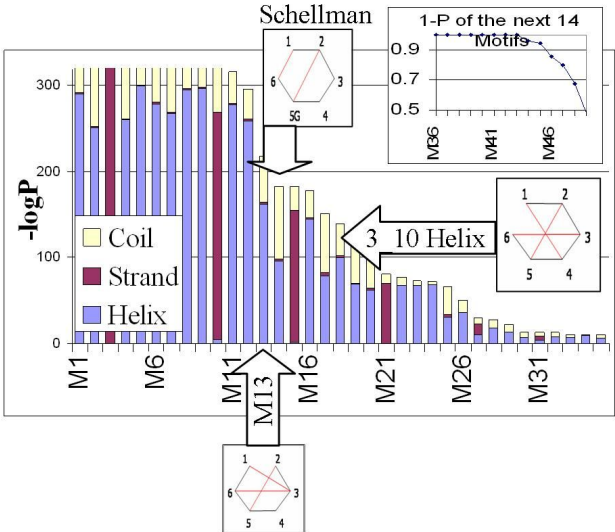 Schellman
1 2
6 3
5G 4
1-P of the next 14
Motifs
0.9
0.7
0.5
M36
M41
M46
300
200
100
0
-logP
Coil
Strand
Helix
3_10 Helix
1 2
6 3
5 4
M1
M6
M11
M16
M21
M26
M31
M13
1 2
6 3
5 4